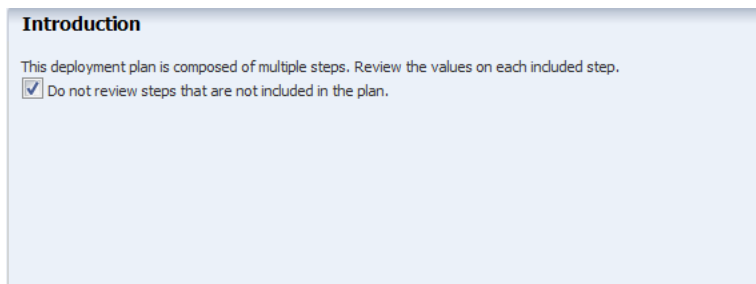 Introduction
This deployment plan is composed of multiple steps. Review the values on each included step.
Do not review steps that are not included in the plan.